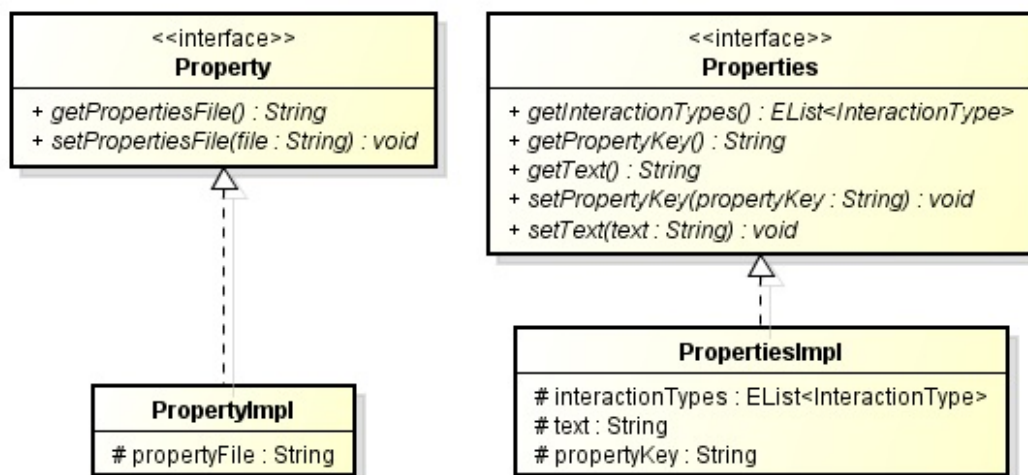 <<interface>>
Property
+ getPropertiesFile() : String
+ setPropertiesFile(file : String) : void
<<interface>>
Properties
+ getInteractionTypes() : EList<InteractionType>
+ getPropertyKey() : String
+ getText() : String
+ setPropertyKey(propertyKey : String) : void
+ setText(text : String) : void
PropertyImpl
# propertyFile : String
PropertiesImpl
# interactionTypes : EList<InteractionType>
# text : String
# propertyKey : String